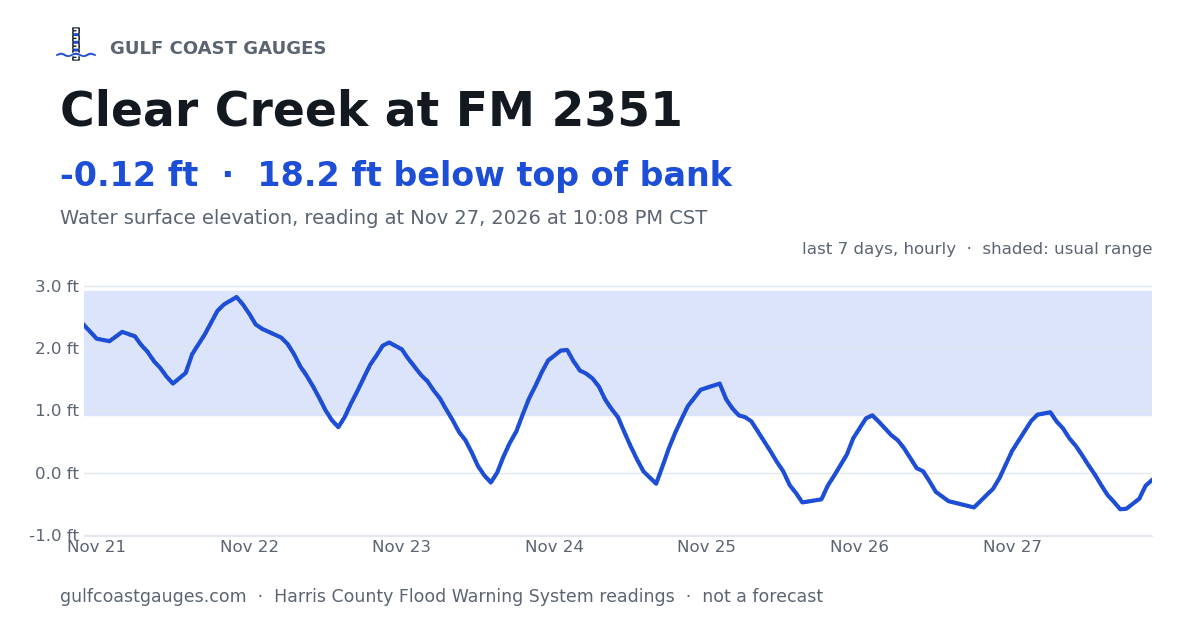 GULF COAST GAUGES
Clear Creek at FM 2351
-0.12 ft · 18.2 ft below top of bank
Water surface elevation, reading at Nov 27, 2026 at 10:08 PM CST
last 7 days, hourly · shaded: usual range
3.0 ft
2.0 ft
1.0 ft
0.0 ft
-1.0 ft
Nov 21 Nov 22 Nov 23 Nov 24 Nov 25 Nov 26 Nov 27
gulfcoastgauges.com · Harris County Flood Warning System readings · not a forecast